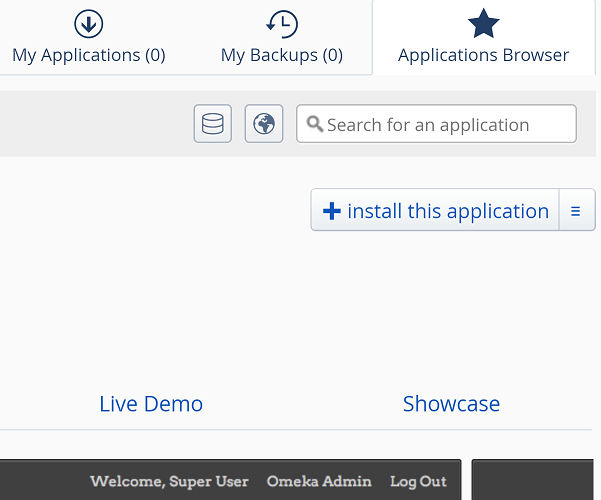 My Applications (0) My Backups (0) Applications Browser
Search for an application
install this application
Live Demo Showcase
Welcome, Super User Omeka Admin Log Out